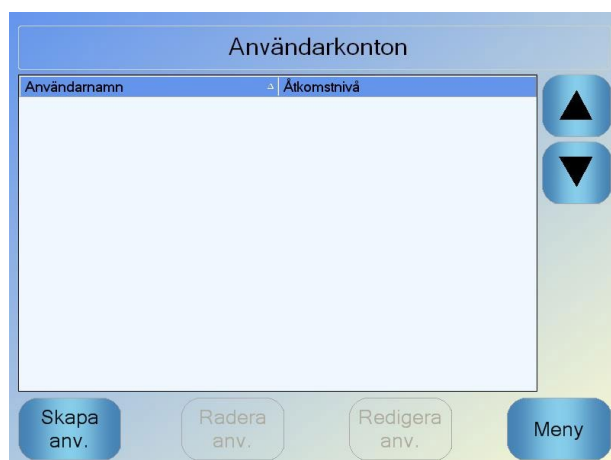 Användarkonton
Användarnamn Åtkomstnivå
Skapa
anv.
Radera
anv.
Redigera
anv.
Meny